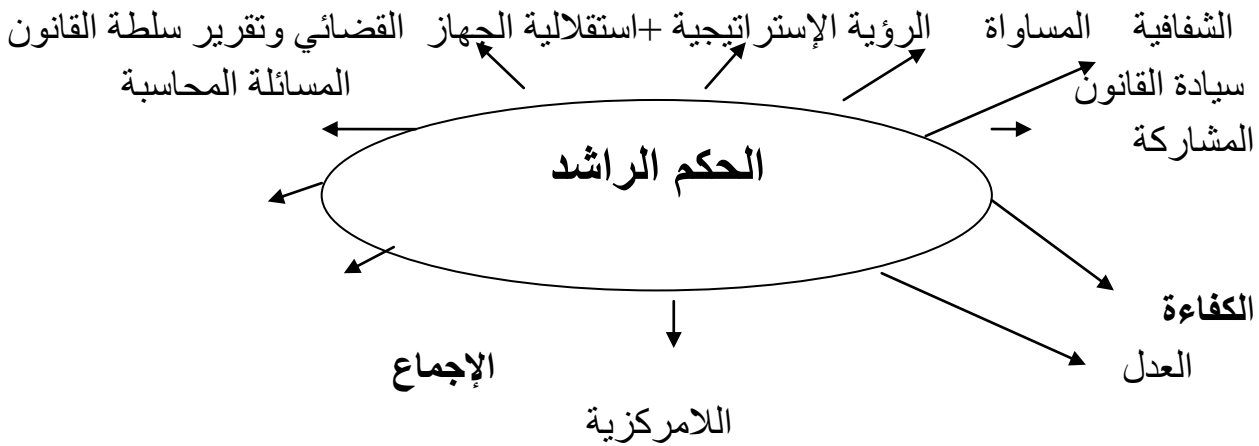 الشفافية المساواة الرؤية الإستراتيجية +استقلالية الجهاز القضائي وتقرير سلطة القانون
سيادة القانون المسائلة المحاسبة
المشاركة
الحكم الراشد
الكفاءة
العدل الإجماع
اللامركزية